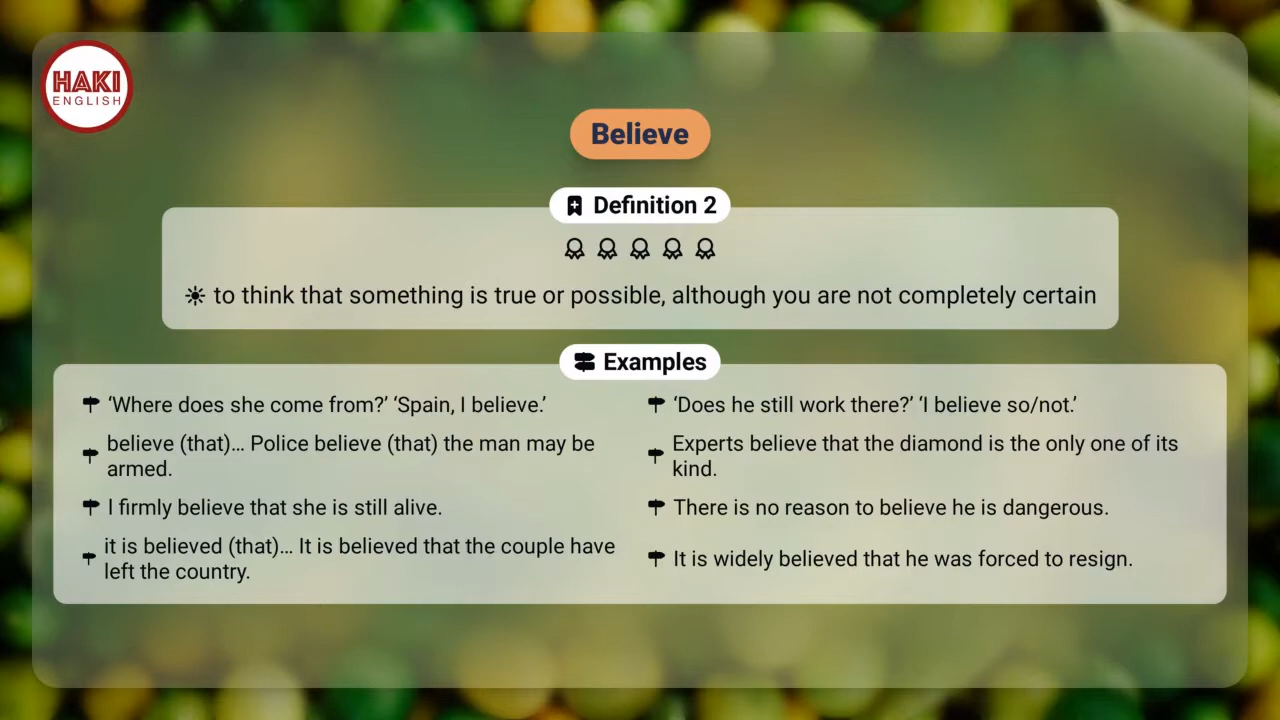 HAKI
ENGLISH
Believe
Definition 2
to think that something is true or possible, although you are not completely certain
Examples
‘Where does she come from?’ ‘Spain, I believe.’
‘Does he still work there?’ ‘I believe so/not.’
believe (that)… Police believe (that) the man may be
armed.
Experts believe that the diamond is the only one of its
kind.
I firmly believe that she is still alive.
There is no reason to believe he is dangerous.
it is believed (that)… It is believed that the couple have
left the country.
It is widely believed that he was forced to resign.